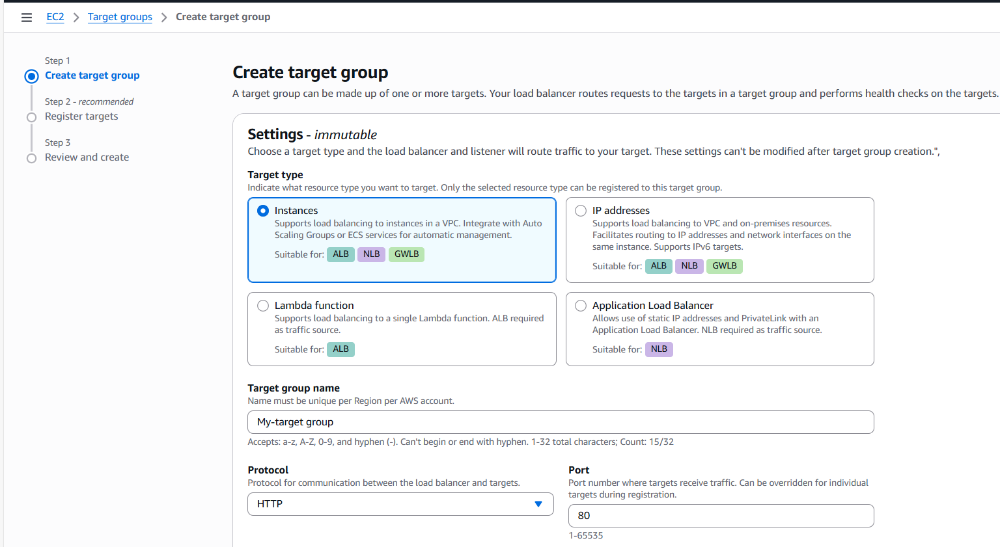 EC2 > Target groups > Create target group
Step 1
Create target group
Step 2 - recommended
Register targets
Step 3
Review and create
Create target group
A target group can be made up of one or more targets. Your load balancer routes requests to the targets in a target group and performs health checks on the targets.
Settings - immutable
Choose a target type and the load balancer and listener will route traffic to your target. These settings can't be modified after target group creation.",
Target type
Indicate what resource type you want to target. Only the selected resource type can be registered to this target group.
Instances
Supports load balancing to instances in a VPC. Integrate with Auto
Scaling Groups or ECS services for automatic management.
Suitable for: ALB NLB GWLB
IP addresses
Supports load balancing to VPC and on-premises resources.
Facilitates routing to IP addresses and network interfaces on the
same instance. Supports IPv6 targets.
Suitable for: ALB NLB GWLB
Lambda function
Supports load balancing to a single Lambda function. ALB required
as traffic source.
Suitable for: ALB
Application Load Balancer
Allows use of static IP addresses and PrivateLink with an
Application Load Balancer. NLB required as traffic source.
Suitable for: NLB
Target group name
Name must be unique per Region per AWS account.
My-target group
Accepts: a-z, A-Z, 0-9, and hyphen (-). Can't begin or end with hyphen. 1-32 total characters; Count: 15/32
Protocol
Protocol for communication between the load balancer and targets.
HTTP
Port
Port number where targets receive traffic. Can be overridden for individual
targets during registration.
80
1-65535